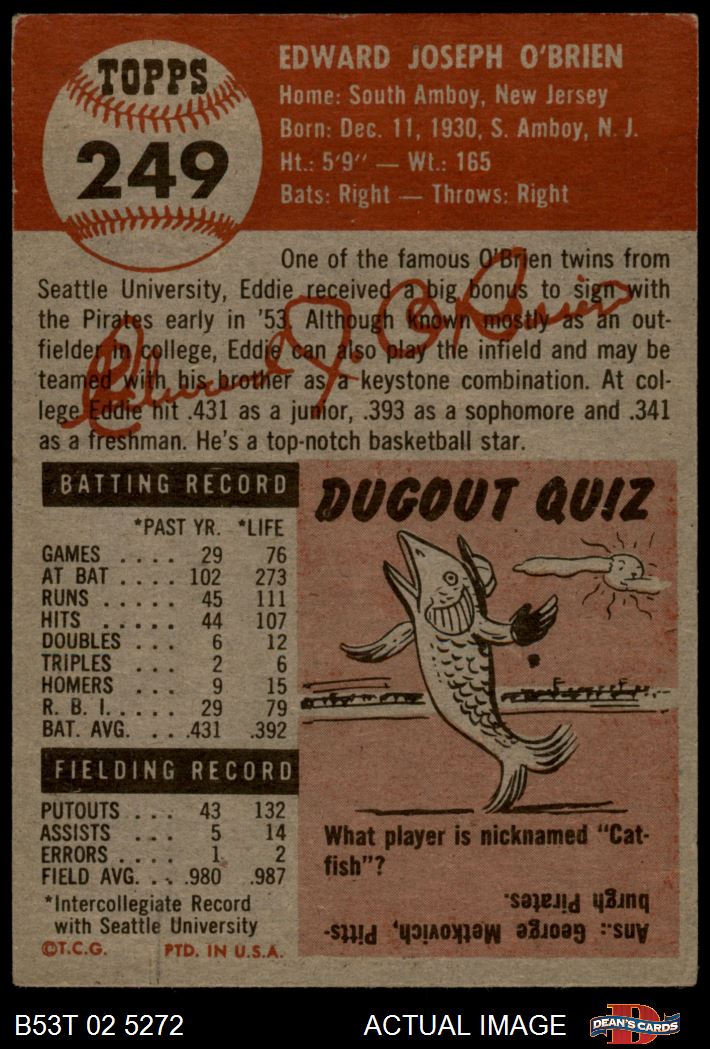 TOPPS
249
EDWARD JOSEPH O'BRIEN
Home: South Amboy, New Jersey
Born: Dec. 11, 1930, S. Amboy, N. J.
Ht.: 5'9" — Wt.: 165
Bats: Right — Throws: Right
One of the famous O'Brien twins from
Seattle University, Eddie received a big bonus to sign with
the Pirates early in '53. Although known mostly as an out-
fielder in college, Eddie can also play the infield and may be
teamed with his brother as a keystone combination. At col-
lege Eddie hit .431 as a junior, .393 as a sophomore and .341
as a freshman. He's a top-notch basketball star.
Edward J. O'Brien
BATTING RECORD
*PAST YR. *LIFE
GAMES .... 29 76
AT BAT .... 102 273
RUNS ..... 45 111
HITS ..... 44 107
DOUBLES ... 6 12
TRIPLES .... 2 6
HOMERS .... 9 15
R. B. I. .... 29 79
BAT. AVG. ... .431 .392
FIELDING RECORD
PUTOUTS .... 43 132
ASSISTS .... 5 14
ERRORS .... 1 2
FIELD AVG. ... .980 .987
*Intercollegiate Record
with Seattle University
©T.C.G. PTD. IN U.S.A.
DUGOUT QUIZ
What player is nicknamed "Cat-
fish"?
Ans.: George Metkovich, Pitts-
burgh Pirates.
B53T 02 5272
ACTUAL IMAGE
D
DEAN'S CARDS